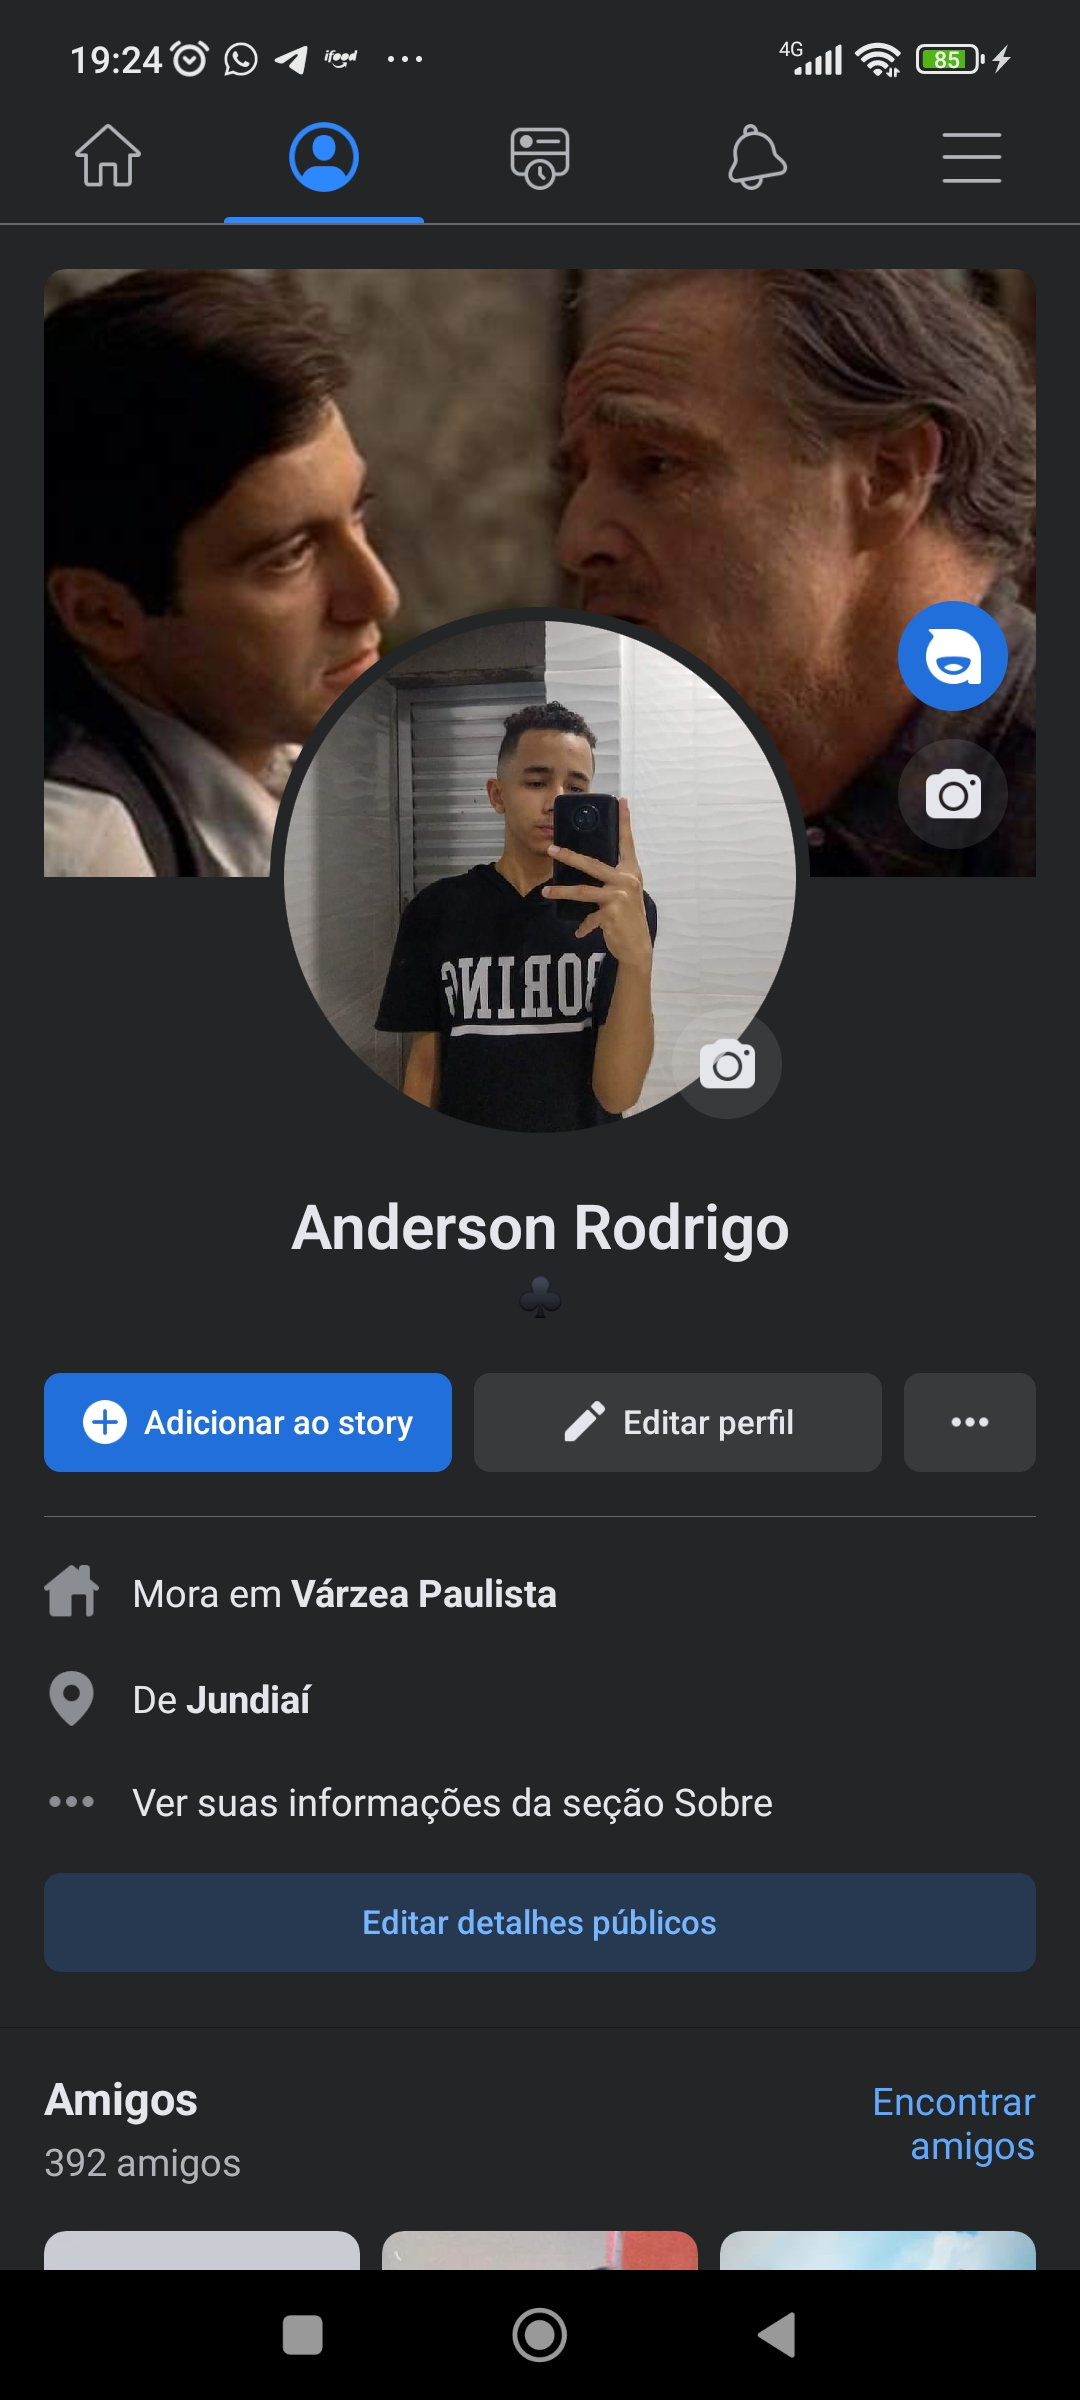 19:24 ifood ... 4G 85
BORING
Anderson Rodrigo
Adicionar ao story
Editar perfil
Mora em Várzea Paulista
De Jundiaí
Ver suas informações da seção Sobre
Editar detalhes públicos
Amigos
Encontrar
amigos
392 amigos